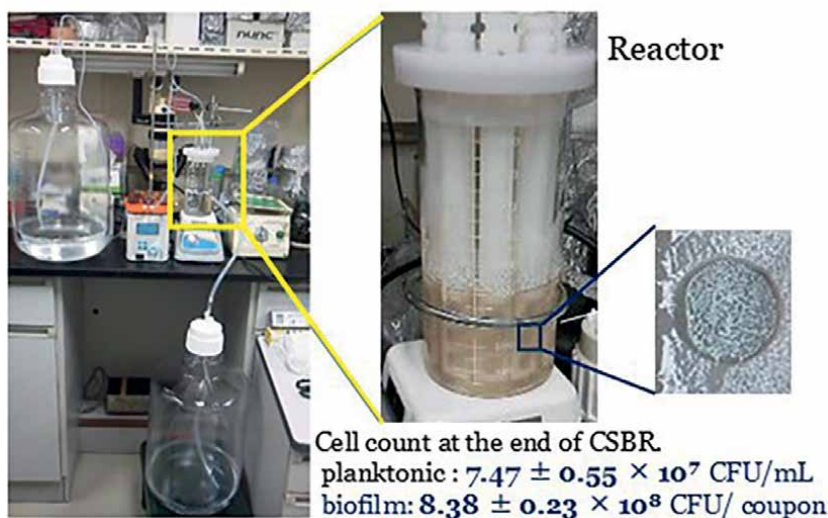 nunc
Reactor
Cell count at the end of CSBR.
planktonic : 7.47 ± 0.55 × 10⁷ CFU/mL
biofilm: 8.38 ± 0.23 × 10⁸ CFU/ coupon